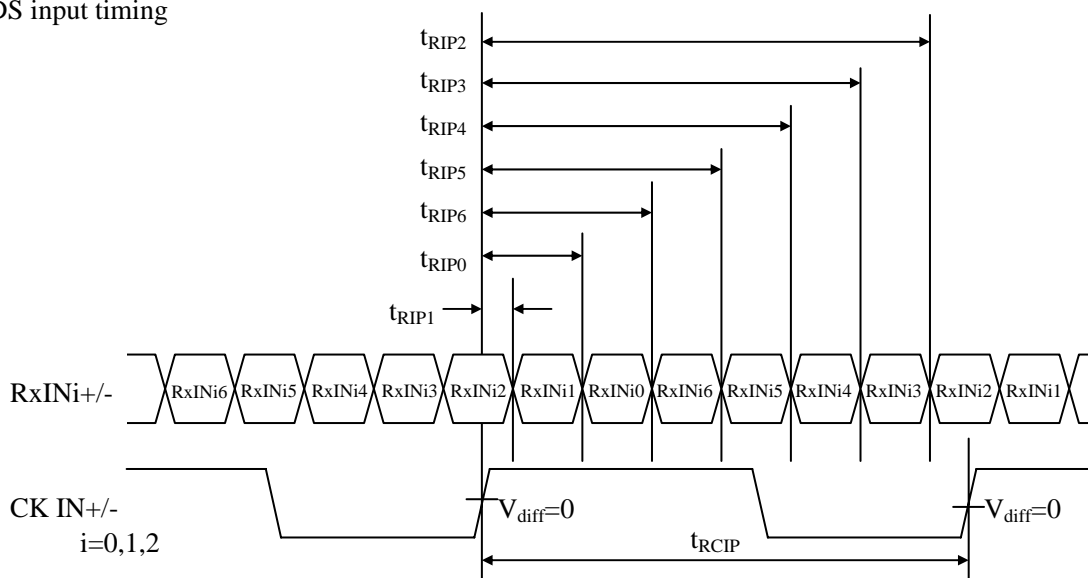 DS input timing
tRIP2
tRIP3
tRIP4
tRIP5
tRIP6
tRIP0
tRIP1
RxINi+/- RxINi6 RxINi5 RxINi4 RxINi3 RxINi2 RxINi1 RxINi0 RxINi6 RxINi5 RxINi4 RxINi3 RxINi2 RxINi1
CK IN+/- Vdiff=0 Vdiff=0
i=0,1,2 tRCIP